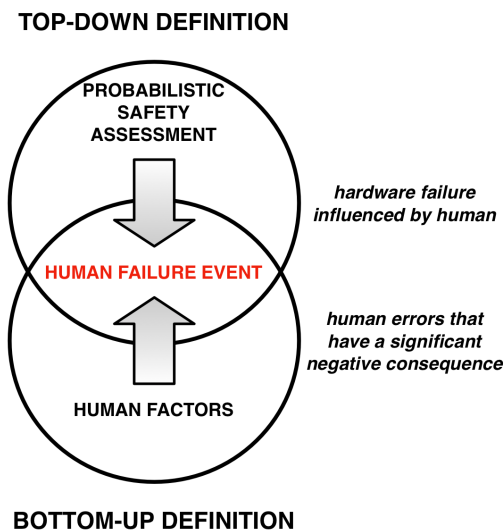 TOP-DOWN DEFINITION
PROBABILISTIC
SAFETY
ASSESSMENT
hardware failure
influenced by human
HUMAN FAILURE EVENT
human errors that
have a significant
negative consequence
HUMAN FACTORS
BOTTOM-UP DEFINITION